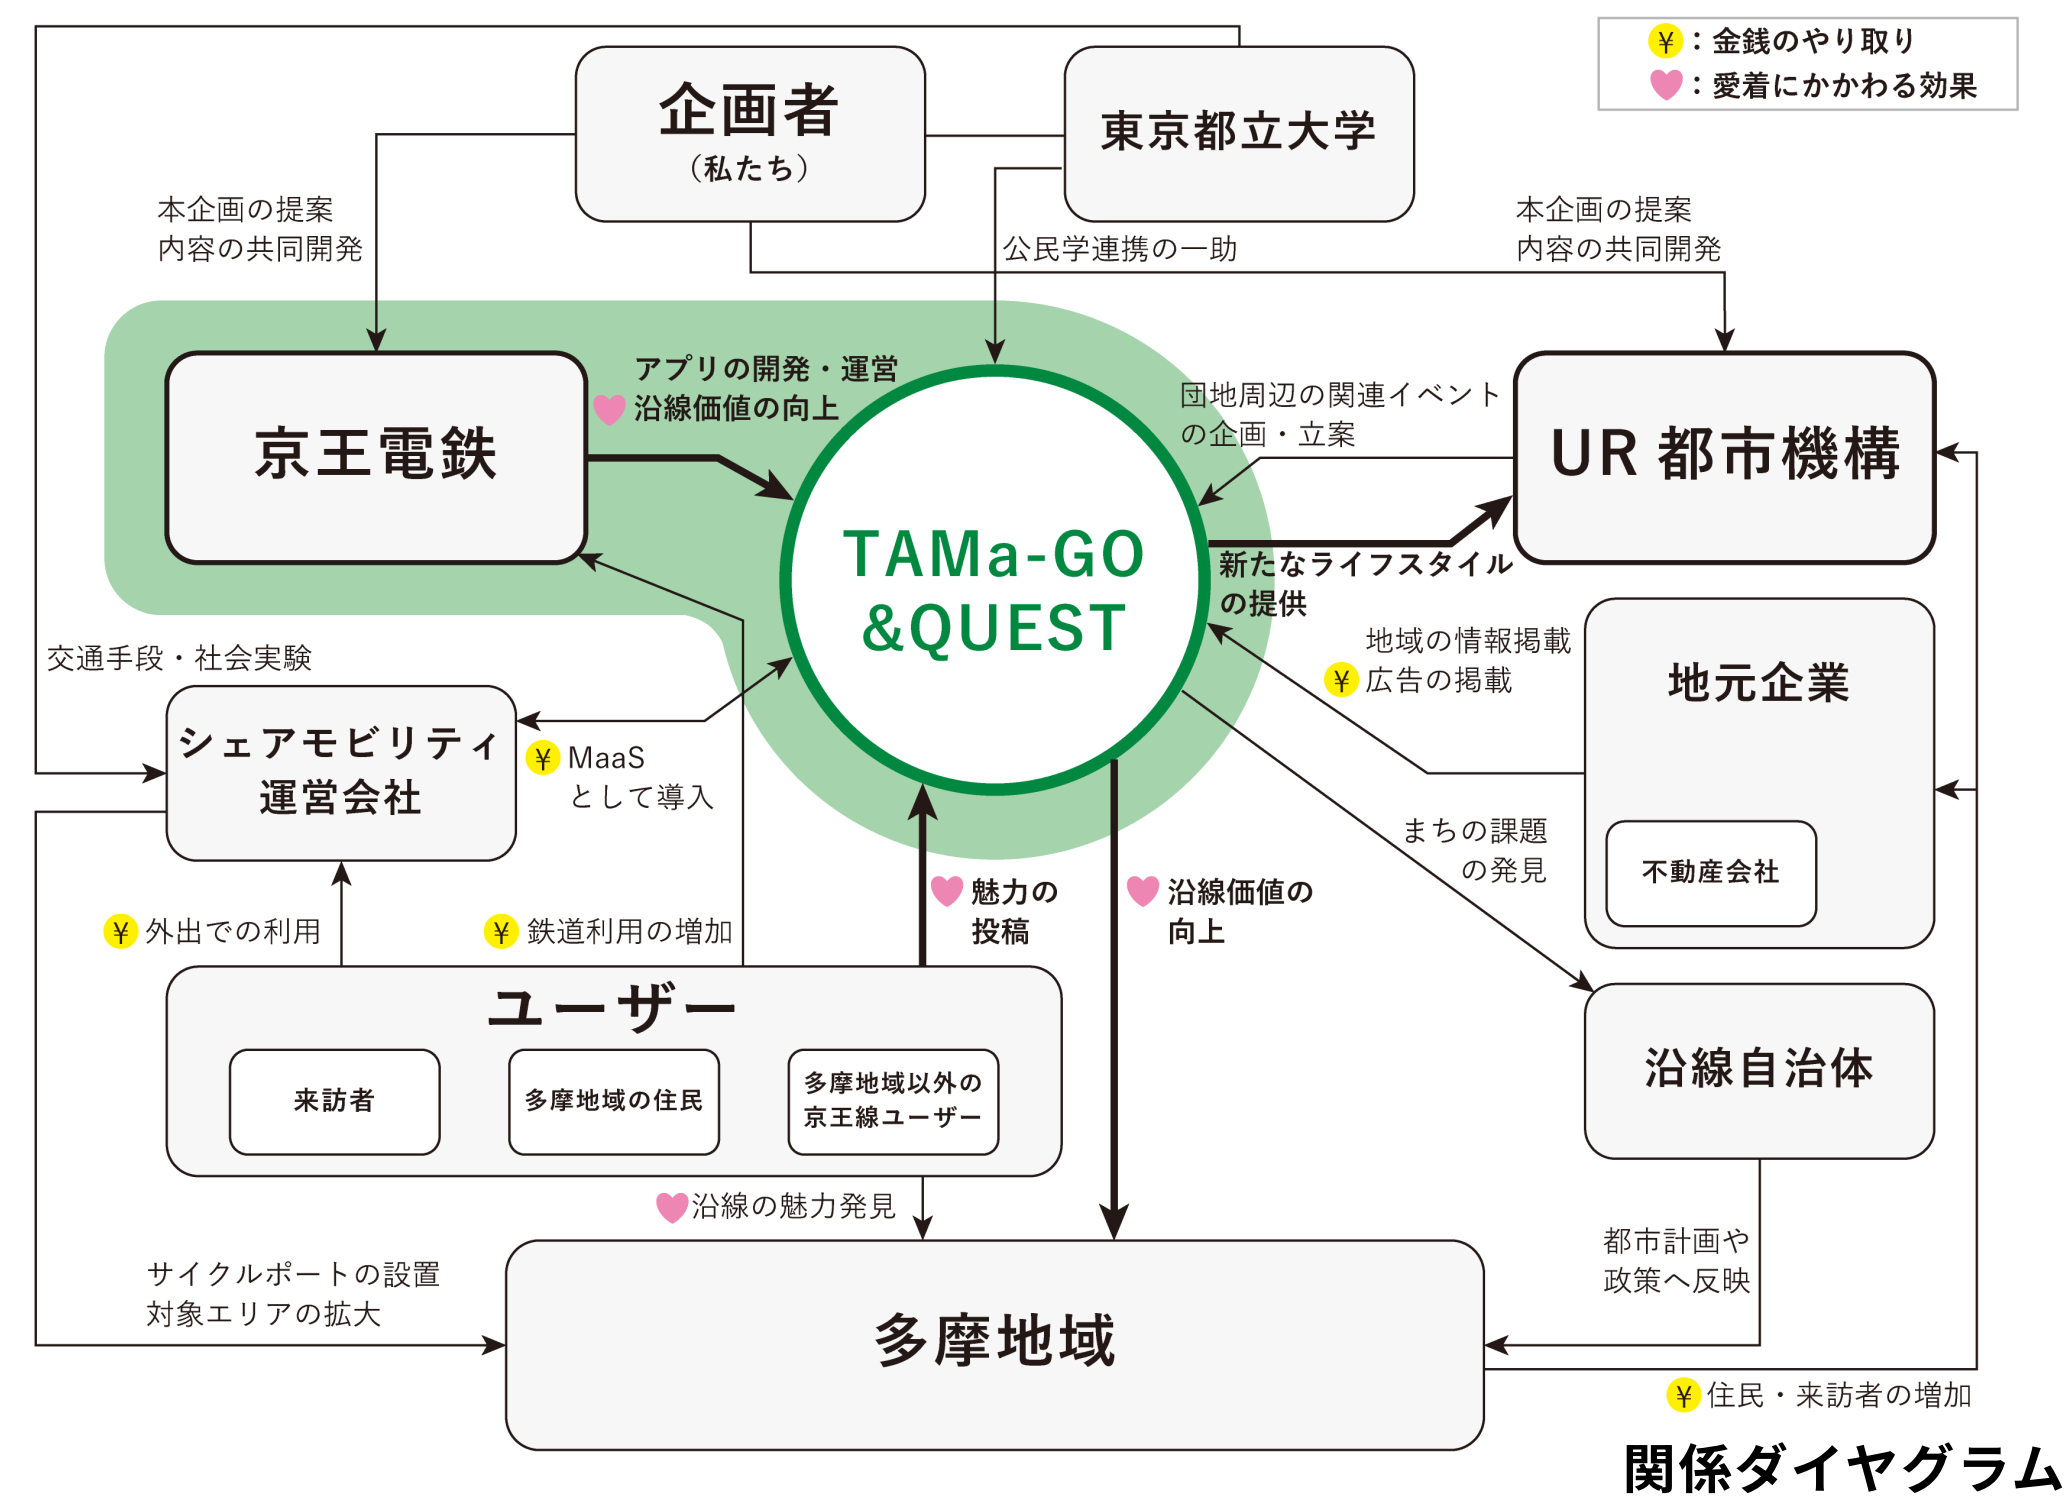 ¥：金銭のやり取り
：愛着にかかわる効果
企画者
（私たち）
東京都立大学
本企画の提案
内容の共同開発
公民学連携の一助
本企画の提案
内容の共同開発
京王電鉄
アプリの開発・運営
沿線価値の向上
団地周辺の関連イベント
の企画・立案
UR 都市機構
TAMa-GO
&QUEST
新たなライフスタイル
の提供
交通手段・社会実験
地域の情報掲載
¥ 広告の掲載
地元企業
不動産会社
シェアモビリティ
運営会社
¥ MaaS
として導入
まちの課題
の発見
¥ 外出での利用
¥ 鉄道利用の増加
魅力の
投稿
沿線価値の
向上
ユーザー
来訪者
多摩地域の住民
多摩地域以外の
京王線ユーザー
沿線自治体
沿線の魅力発見
都市計画や
政策へ反映
サイクルポートの設置
対象エリアの拡大
多摩地域
¥ 住民・来訪者の増加
関係ダイヤグラム